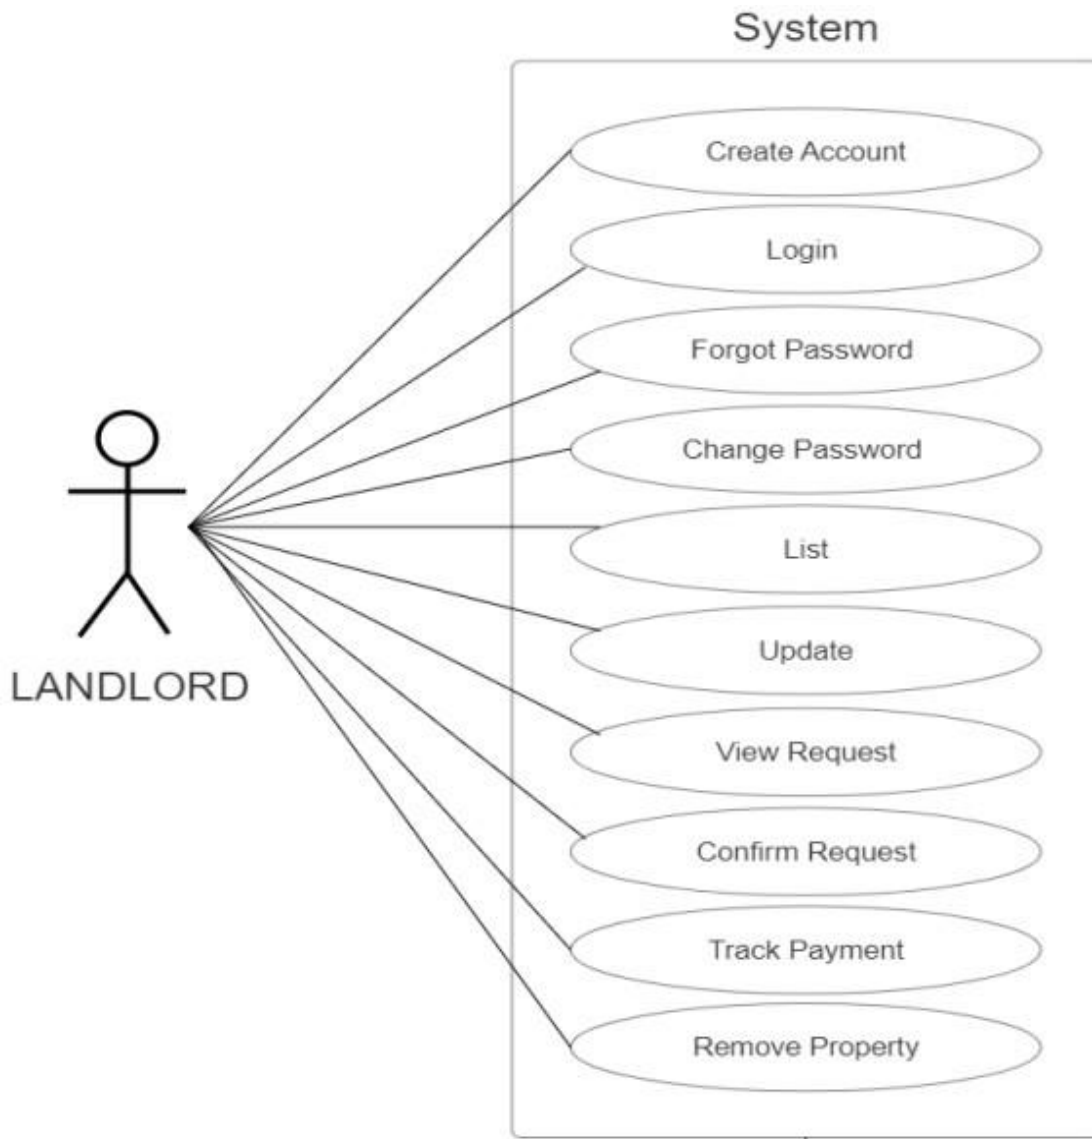 System
Create Account
Login
Forgot Password
Change Password
List
Update
LANDLORD
View Request
Confirm Request
Track Payment
Remove Property